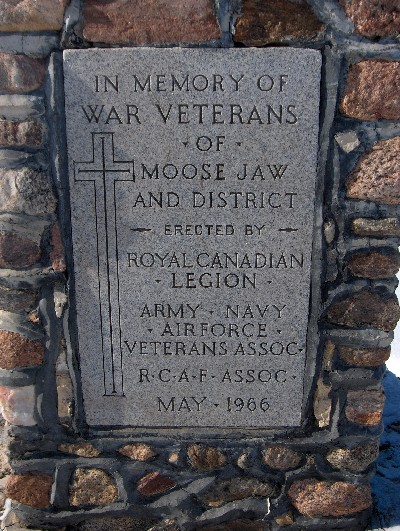 IN MEMORY OF
WAR VETERANS
· OF ·
MOOSE JAW
AND DISTRICT
- ERECTED BY -
ROYAL CANADIAN
· LEGION ·
ARMY · NAVY
· AIRFORCE ·
VETERANS ASSOC·
R·C·A·F· ASSOC·
MAY · 1966